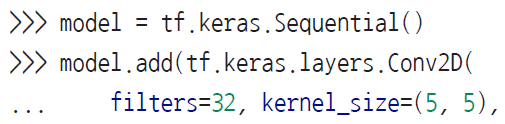 >>> model = tf.keras.Sequential()
>>> model.add(tf.keras.layers.Conv2D(
...     filters=32, kernel_size=(5, 5),